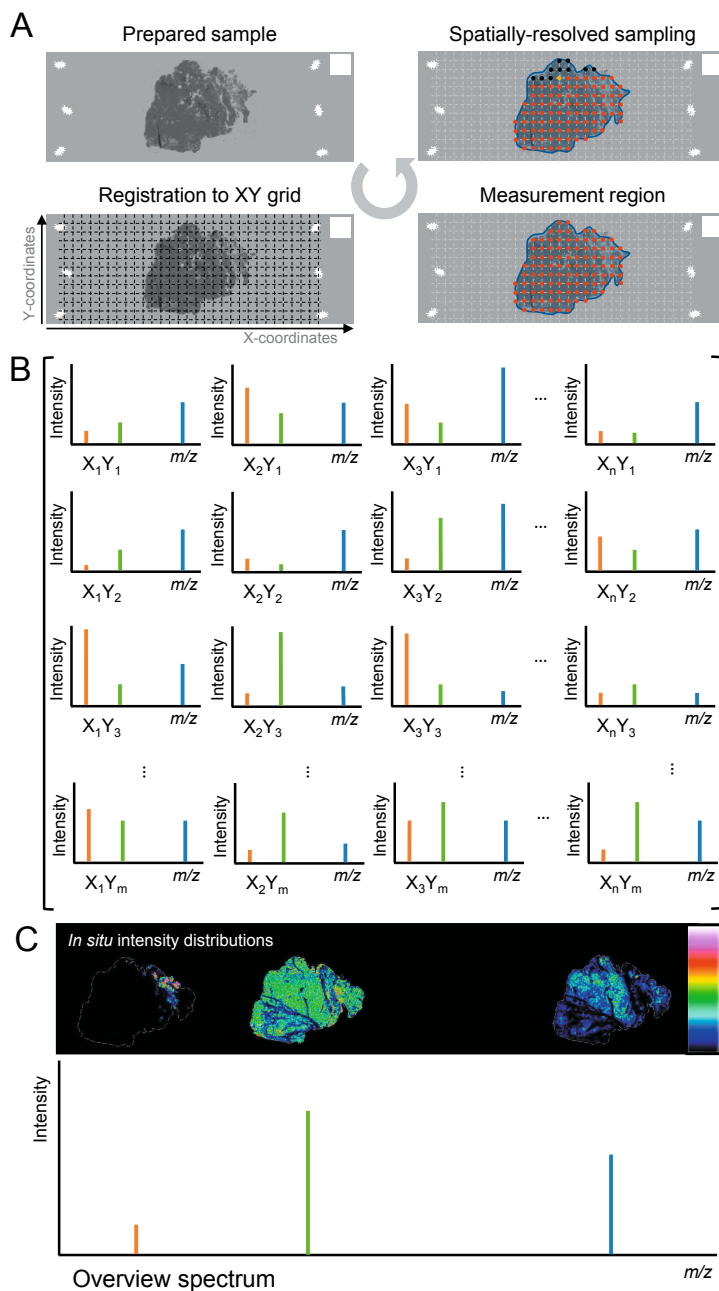 A
Prepared sample
Spatially-resolved sampling
Registration to XY grid
Measurement region
Y-coordinates
X-coordinates
B
Intensity Intensity Intensity ... Intensity
X₁Y₁ m/z X₂Y₁ m/z X₃Y₁ m/z XₙY₁ m/z
Intensity Intensity Intensity ... Intensity
X₁Y₂ m/z X₂Y₂ m/z X₃Y₂ m/z XₙY₂ m/z
Intensity Intensity Intensity ... Intensity
X₁Y₃ m/z X₂Y₃ m/z X₃Y₃ m/z XₙY₃ m/z
... ... ... ...
Intensity Intensity Intensity ... Intensity
X₁Yₘ m/z X₂Yₘ m/z X₃Yₘ m/z XₙYₘ m/z
C
In situ intensity distributions
Intensity
Overview spectrum m/z